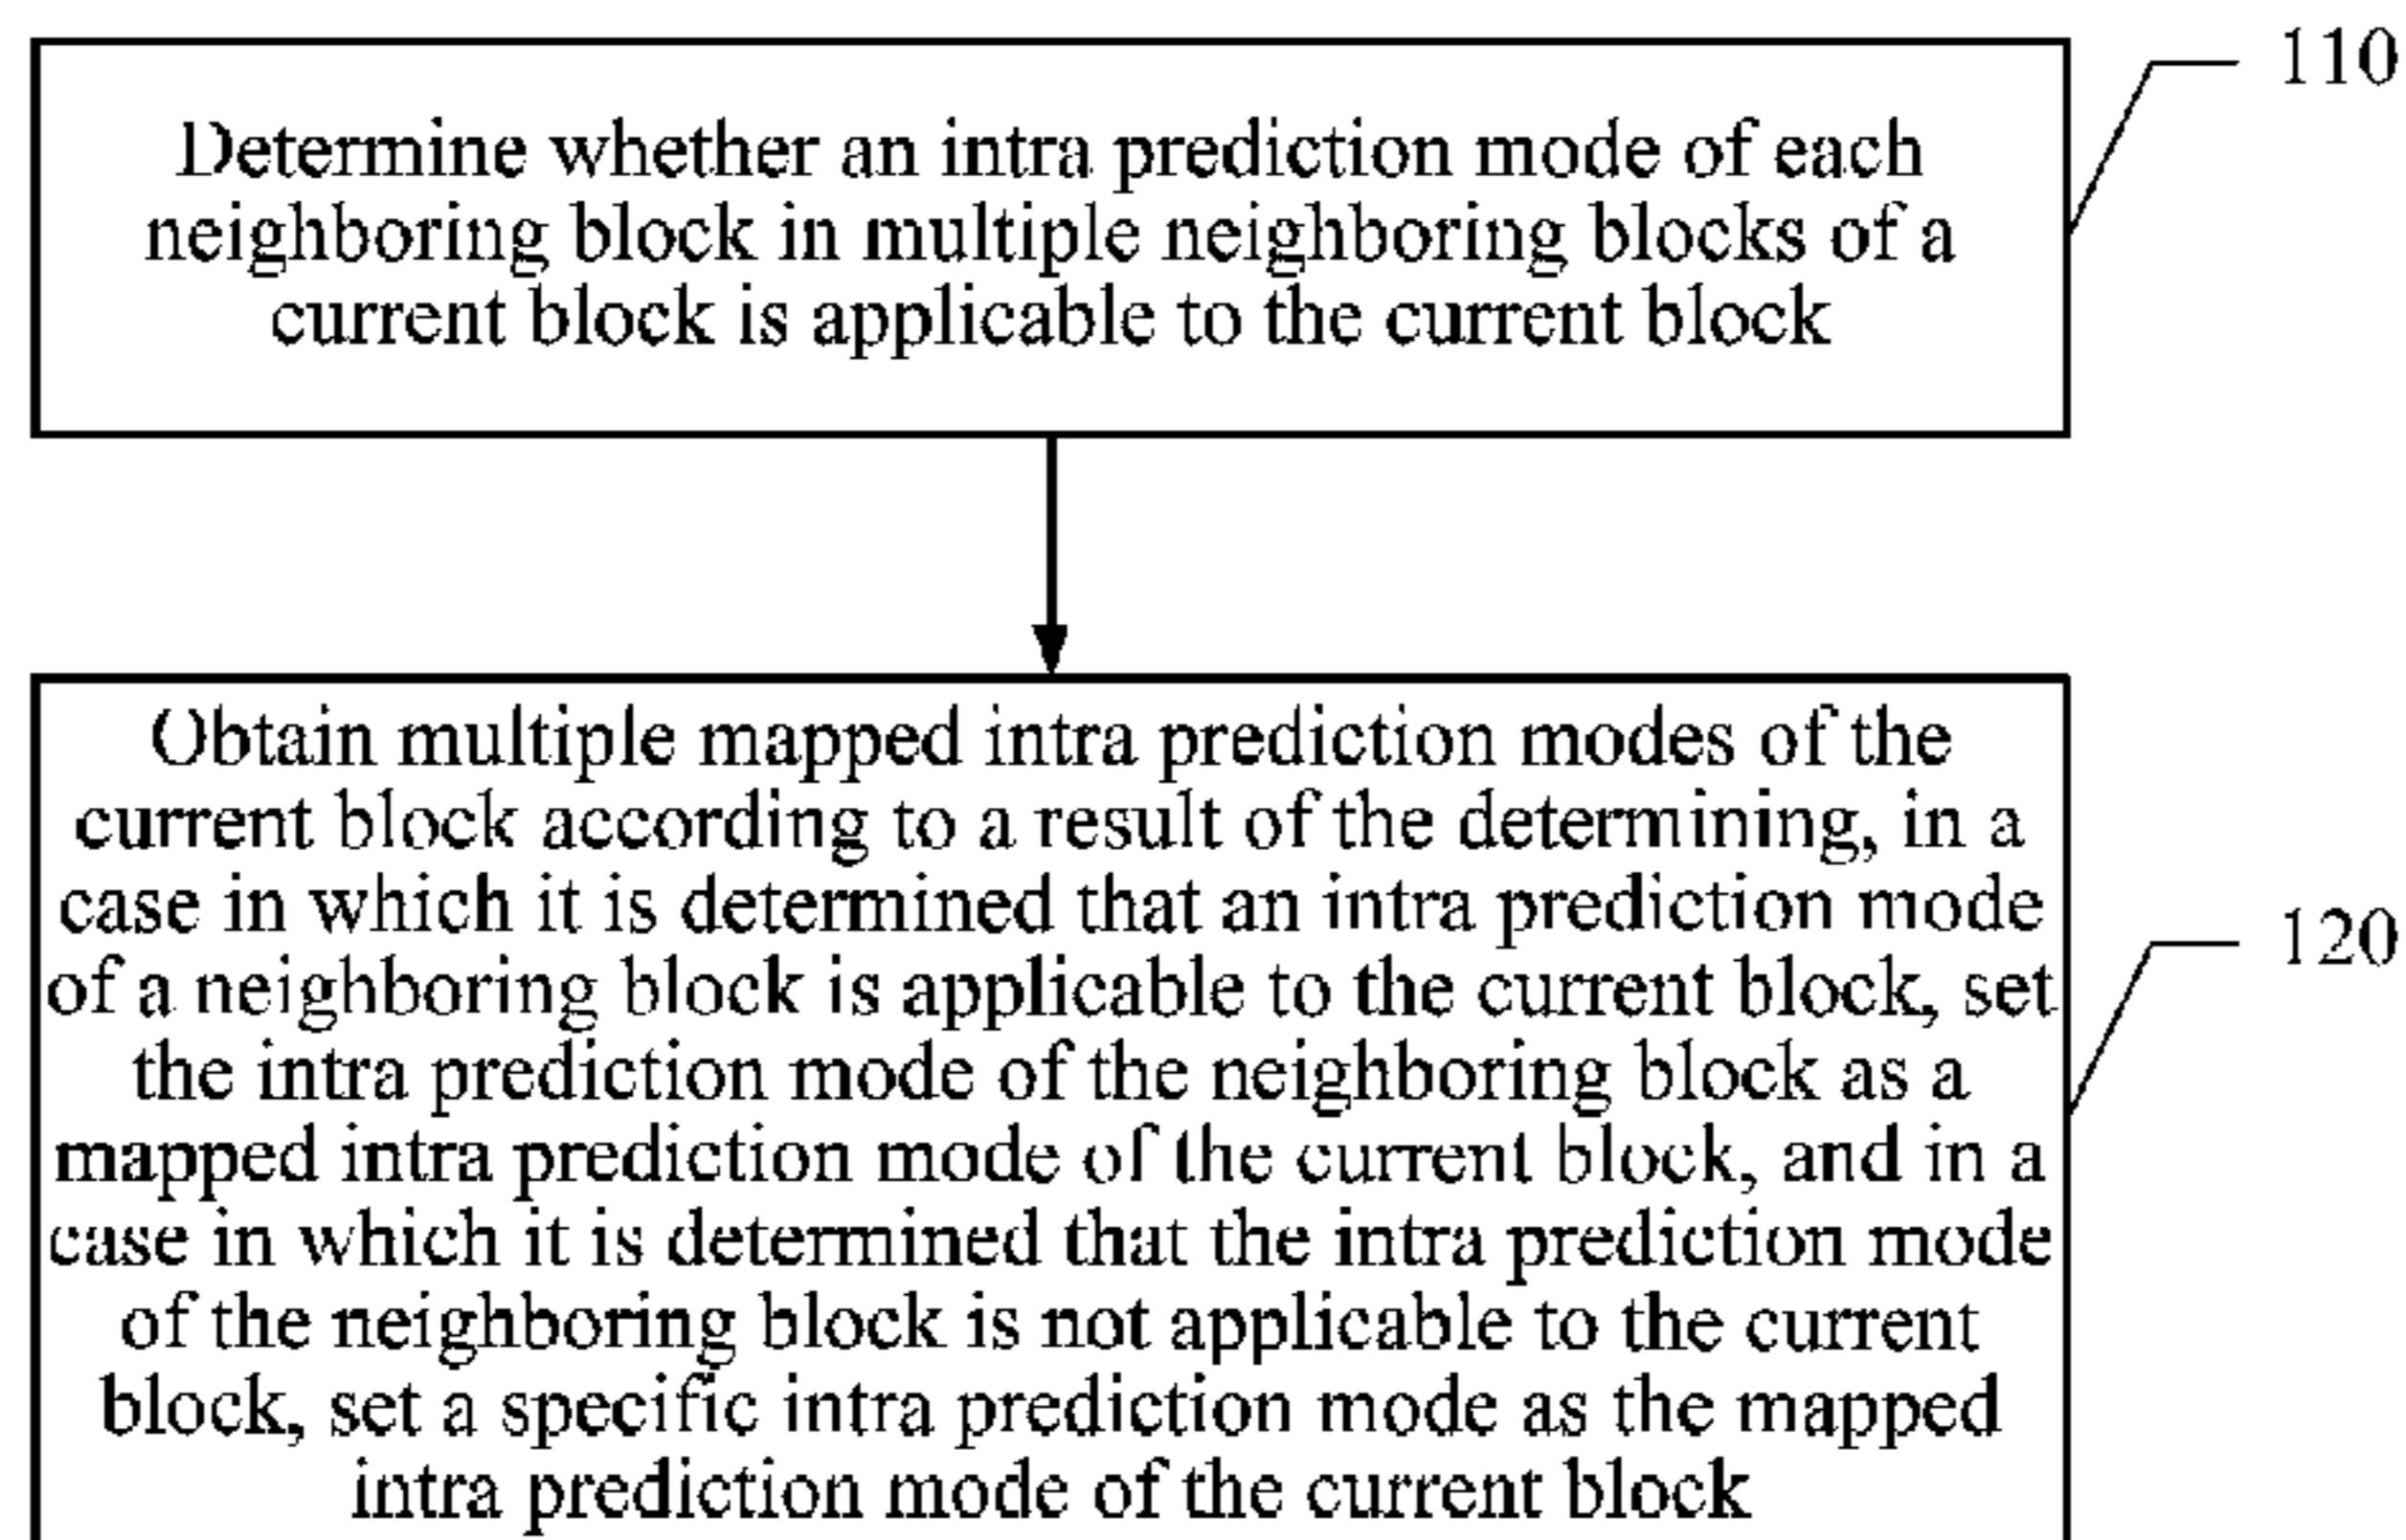 110
Determine whether an intra prediction mode of each
neighboring block in multiple neighboring blocks of a
current block is applicable to the current block
Obtain multiple mapped intra prediction modes of the
current block according to a result of the determining, in a
case in which it is determined that an intra prediction mode
of a neighboring block is applicable to the current block, set
the intra prediction mode of the neighboring block as a
mapped intra prediction mode of the current block, and in a
case in which it is determined that the intra prediction mode
of the neighboring block is not applicable to the current
block, set a specific intra prediction mode as the mapped
intra prediction mode of the current block
120